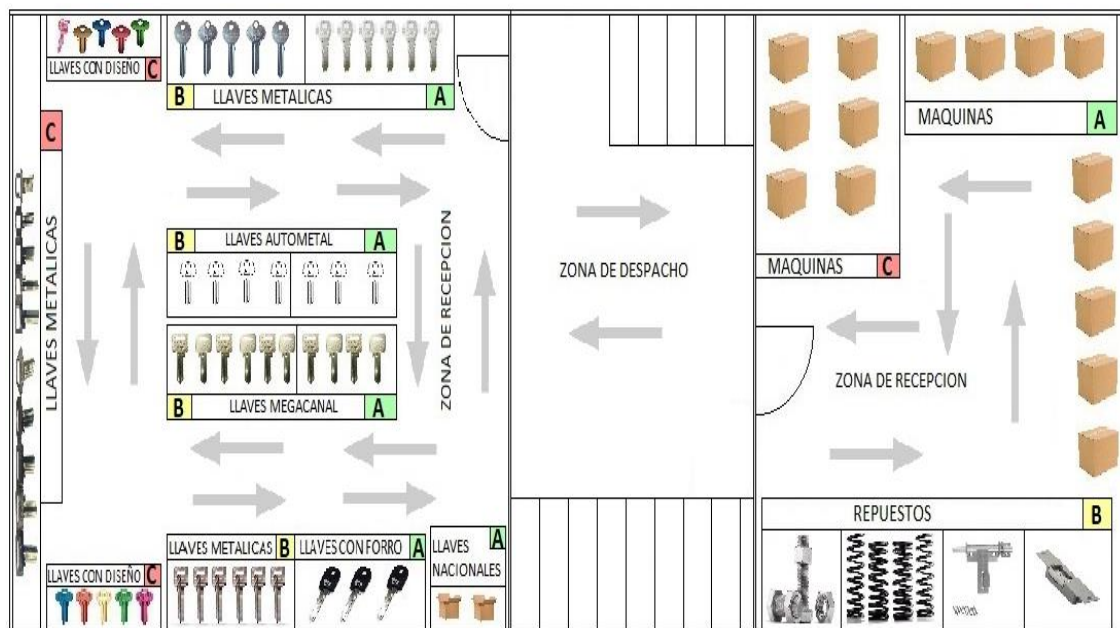 LLAVES CON DISEÑO C
B LLAVES METALICAS A
MAQUINAS A
C
LLAVES METALICAS
B LLAVES AUTOMETAL A
ZONA DE RECEPCION
B LLAVES MEGACANAL A
ZONA DE DESPACHO
MAQUINAS C
ZONA DE RECEPCION
REPUESTOS B
LLAVES METALICAS B
LLAVES CON FORRO A
LLAVES A
NACIONALES
LLAVES CON DISEÑO C